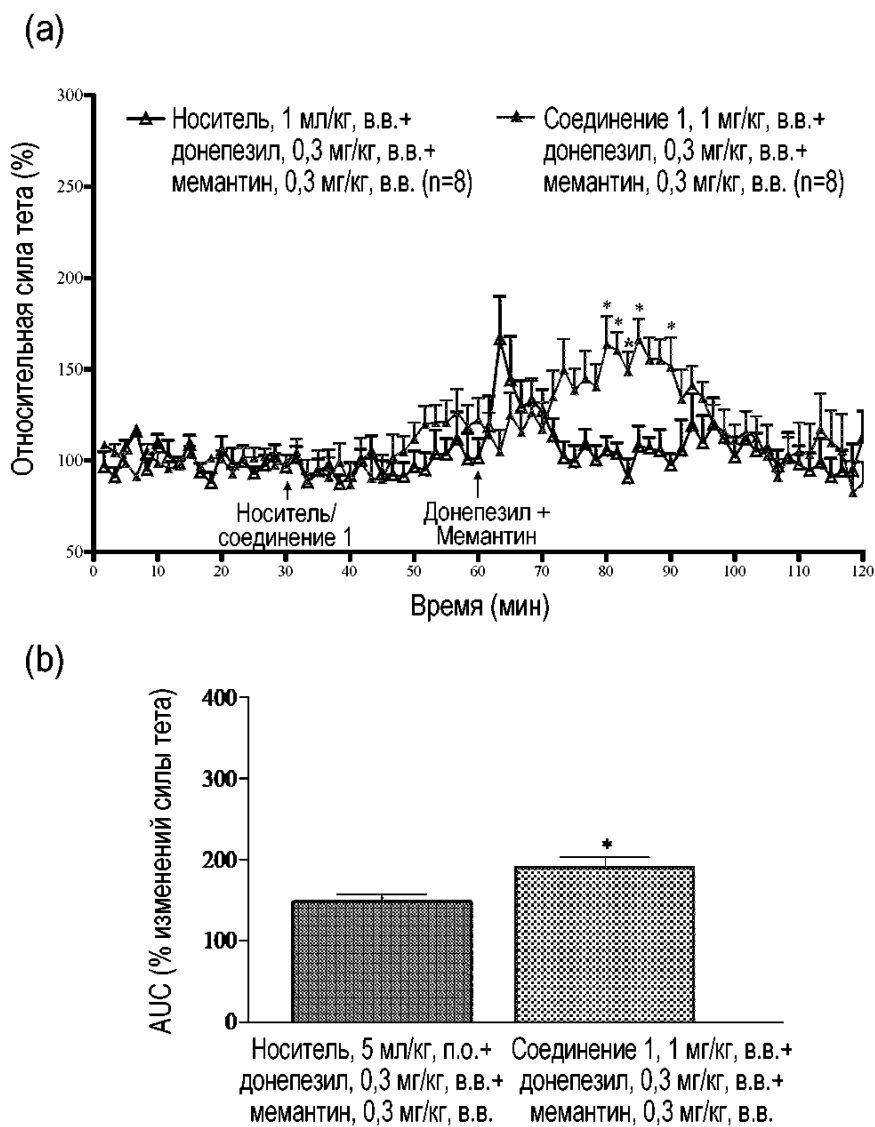 (a)
300
250
200
150
100
50
Относительная сила тета (%)
Носитель, 1 мл/кг, в.в.+
донепезил, 0,3 мг/кг, в.в.+
мемантин, 0,3 мг/кг, в.в. (n=8)
Соединение 1, 1 мг/кг, в.в.+
донепезил, 0,3 мг/кг, в.в.+
мемантин, 0,3 мг/кг, в.в. (n=8)
* * * * *
Носитель/
соединение 1
Донепезил +
Мемантин
0 10 20 30 40 50 60 70 80 90 100 110 120
Время (мин)
(b)
400
300
200
100
0
AUC (% изменений силы тета)
*
Носитель, 5 мл/кг, п.о.+
донепезил, 0,3 мг/кг, в.в.+
мемантин, 0,3 мг/кг, в.в.
Соединение 1, 1 мг/кг, в.в.+
донепезил, 0,3 мг/кг, в.в.+
мемантин, 0,3 мг/кг, в.в.